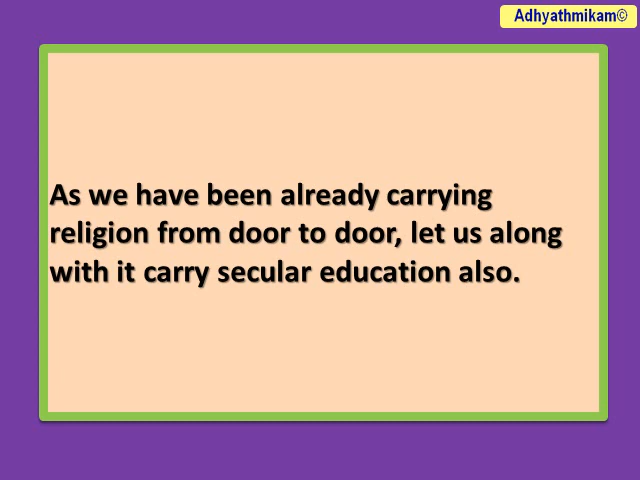 Adhyathmikam©
As we have been already carrying
religion from door to door, let us along
with it carry secular education also.